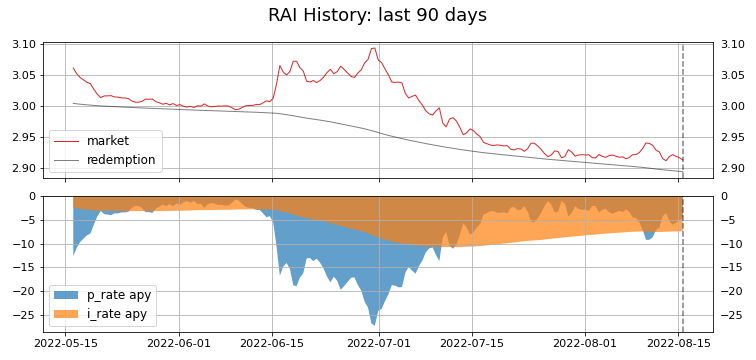 RAI History: last 90 days
3.10 3.10
3.05 3.05
3.00 3.00
2.95 2.95
2.90 2.90
market
redemption
0 0
−5 −5
−10 −10
−15 −15
−20 −20
−25 −25
p_rate apy
i_rate apy
2022-05-15 2022-06-01 2022-06-15 2022-07-01 2022-07-15 2022-08-01 2022-08-15